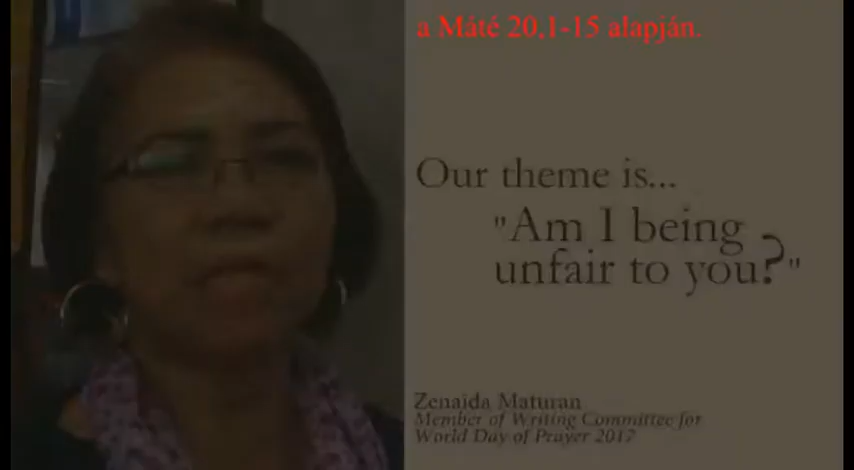 a Máté 20,1-15 alapján.
Our theme is...
"Am I being
unfair to you?"
Zenaida Maturan
Member of Writing Committee for
World Day of Prayer 2017